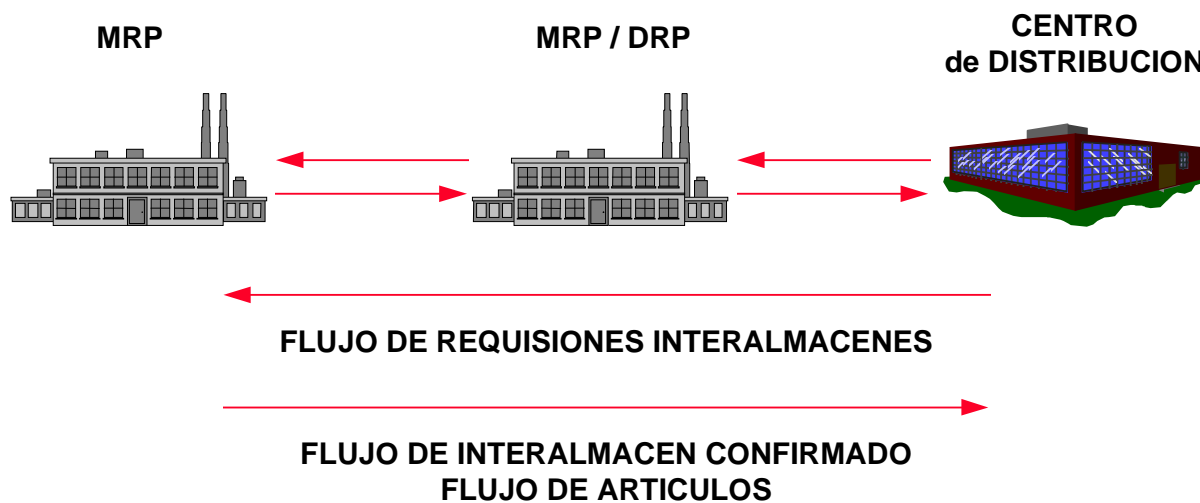 MRP
MRP / DRP
CENTRO
de DISTRIBUCION
FLUJO DE REQUISIONES INTERALMACENES
FLUJO DE INTERALMACEN CONFIRMADO
FLUJO DE ARTICULOS